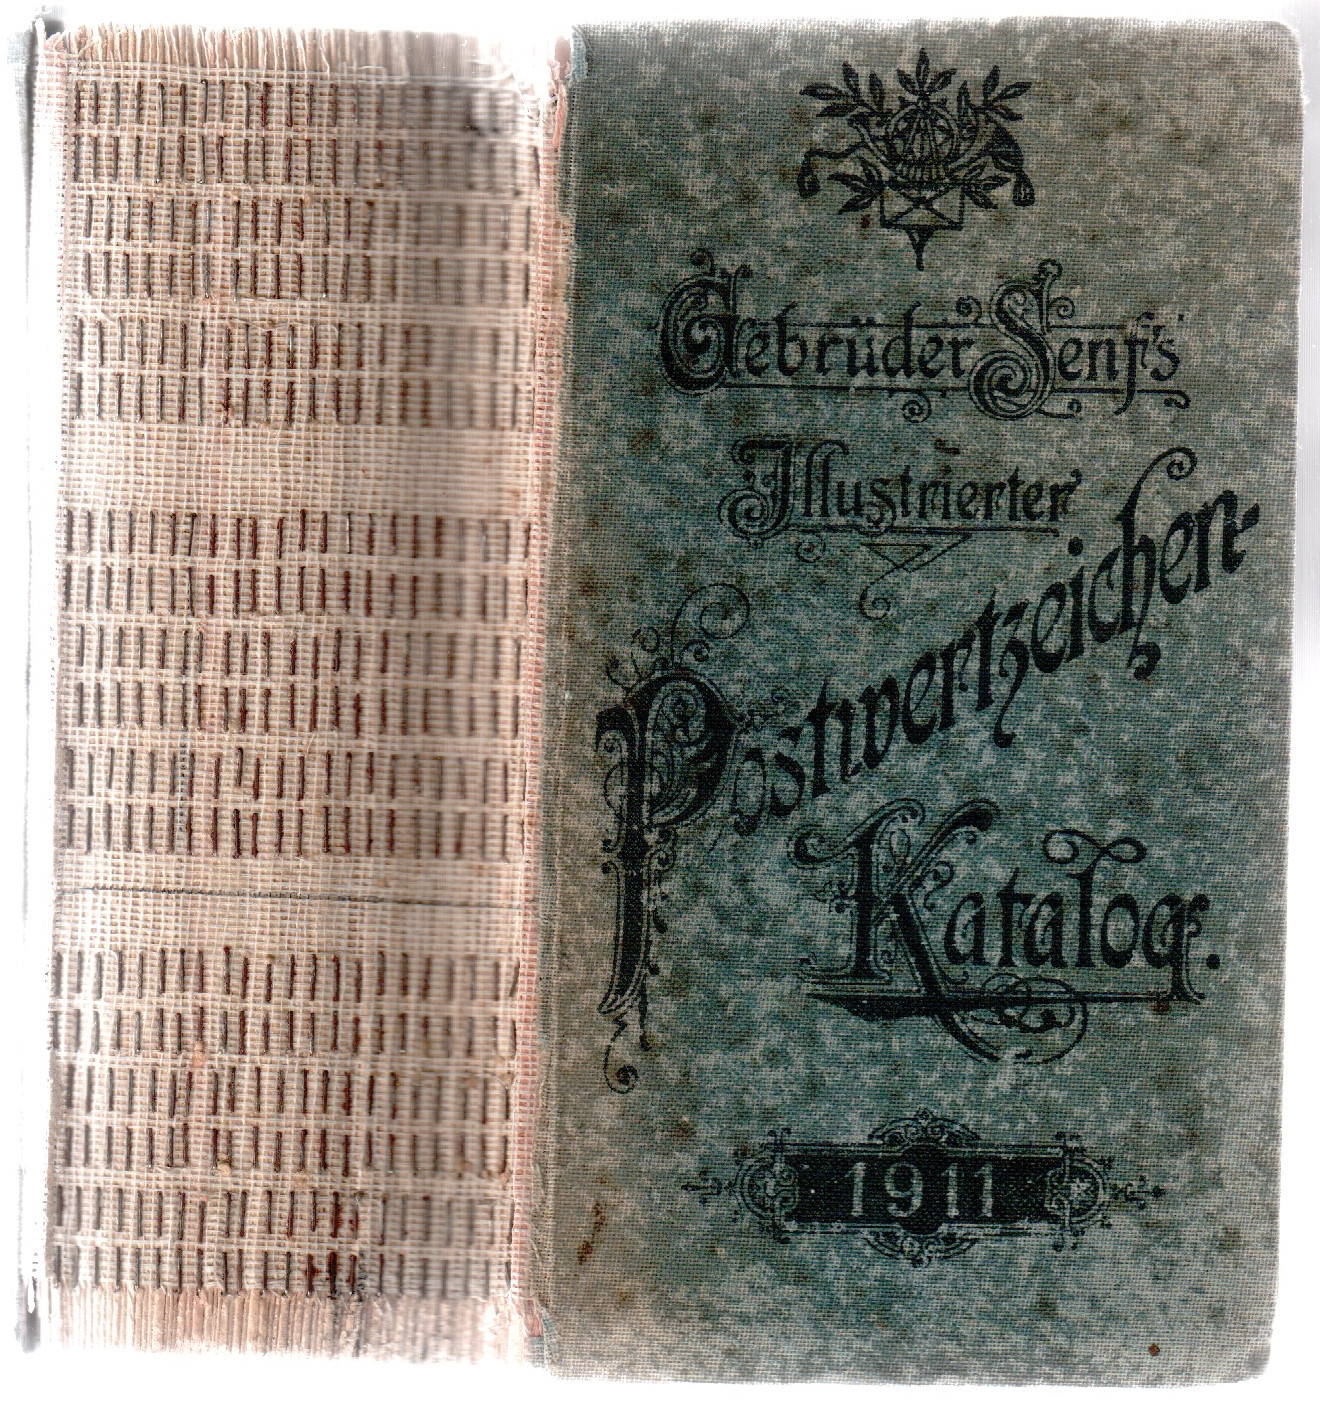 Gebrüder Senf's
Illustrierter
Postwertzeichen-
Katalog.
1911